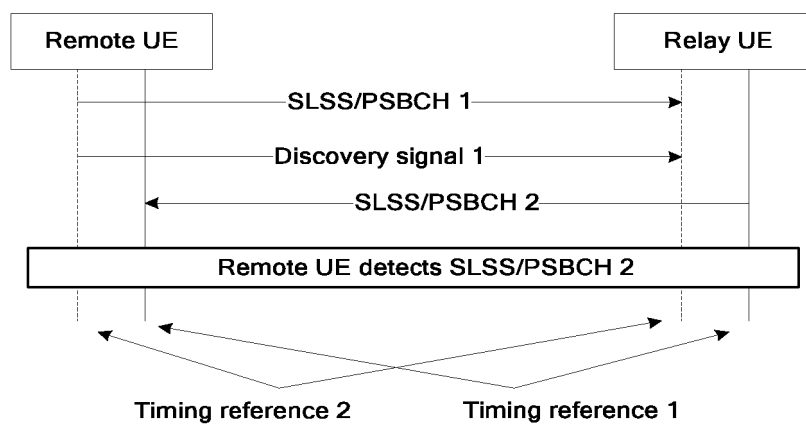 Remote UE
Relay UE
SLSS/PSBCH 1
Discovery signal 1
SLSS/PSBCH 2
Remote UE detects SLSS/PSBCH 2
Timing reference 2
Timing reference 1